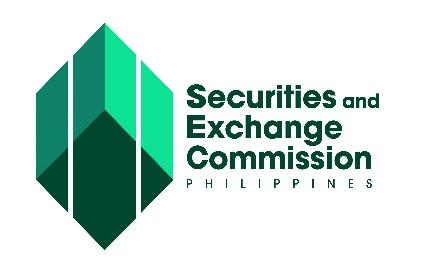 Securities and
Exchange
Commission
PHILIPPINES